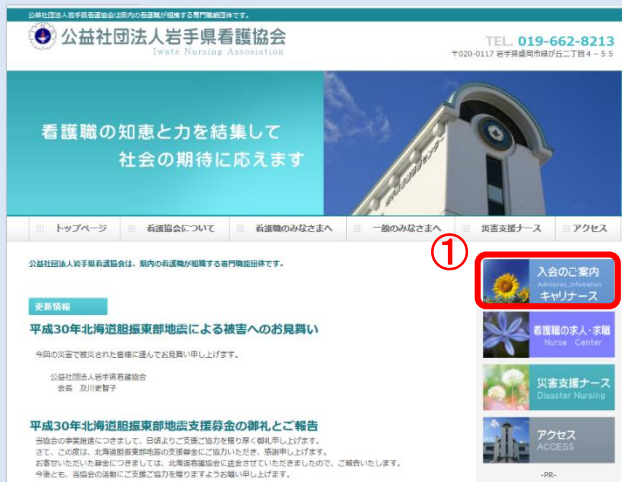 公益社団法人岩手県看護協会は県内の看護職が組織する専門職能団体です。
公益社団法人岩手県看護協会
Iwate Nursing Assosiation
TEL. 019-662-8213
〒020-0117 岩手県盛岡市緑が丘二丁目4-55
看護職の知恵と力を結集して
社会の期待に応えます
トップページ
看護協会について
看護職のみなさまへ
一般のみなさまへ
災害支援ナース
アクセス
①
公益社団法人岩手県看護協会は、県内の看護職が組織する専門職能団体です。
入会のご案内
Admission,Infomation
キャリナース
更新情報
平成30年北海道胆振東部地震による被害へのお見舞い
看護職の求人・求職
Nurse Center
今回の災害で被災された皆様に謹んでお見舞い申し上げます。
公益社団法人岩手県看護協会
会長 及川吏智子
災害支援ナース
Disaster Nursing
平成30年北海道胆振東部地震支援募金の御礼とご報告
当協会の事業推進につきまして、日頃よりご支援ご協力を賜り厚く御礼申し上げます。
さて、この度は、北海道胆振東部地震の支援募金にご協力いただき、感謝申し上げます。
お寄せいただいた募金につきましては、北海道看護協会に送金させていただきましたので、ご報告いたします。
今後とも、当協会の活動にご支援ご協力を賜りますようお願い申し上げます。
アクセス
ACCESS
-PR-